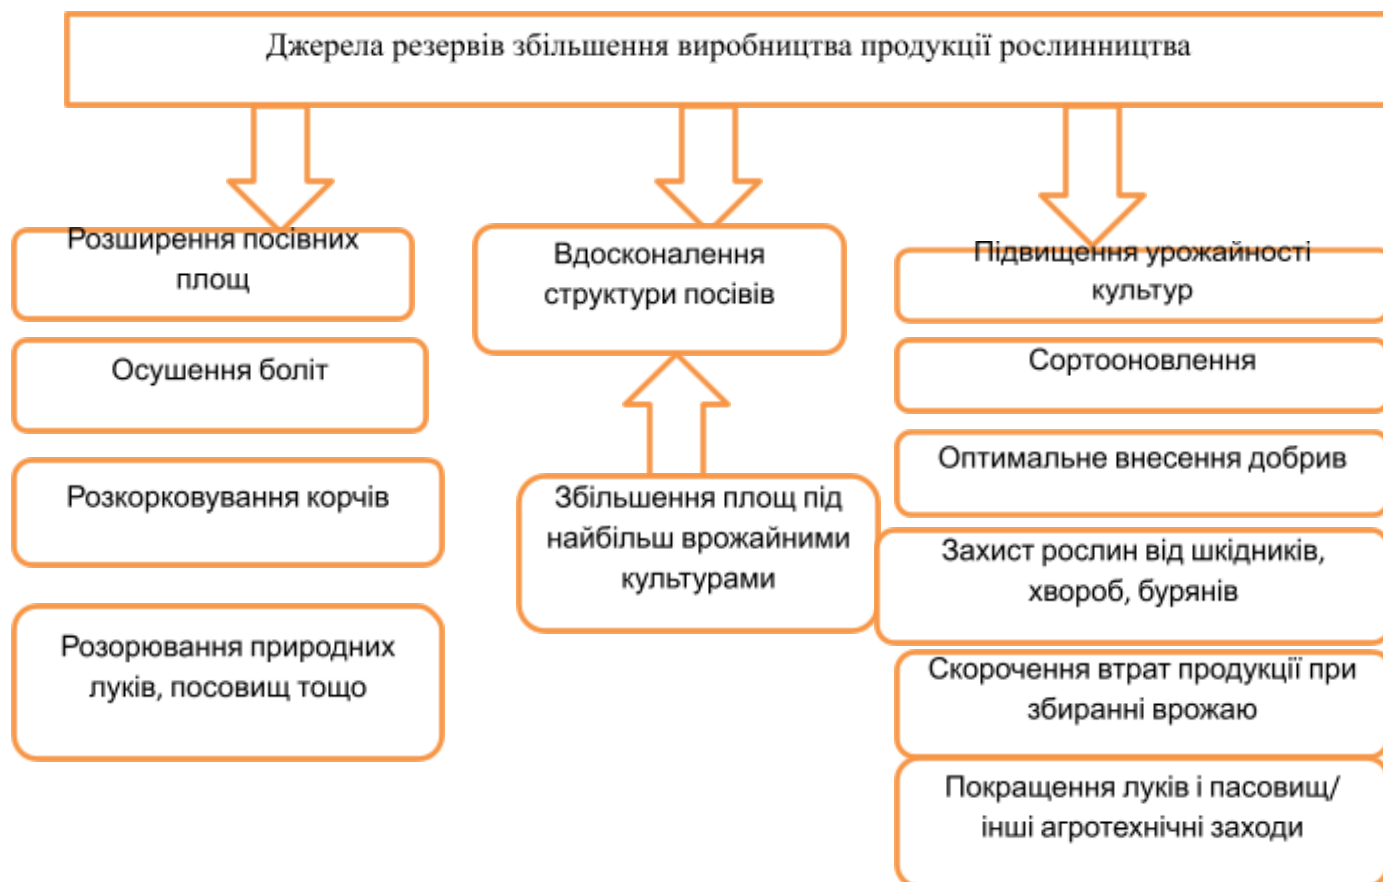 Джерела резервів збільшення виробництва продукції рослинництва
Розширення посівних
площ
Осушення боліт
Розкорковування корчів
Розорювання природних
луків, посовищ тощо
Вдосконалення
структури посівів
Збільшення площ під
найбільш врожайними
культурами
Підвищення урожайності
культур
Сортооновлення
Оптимальне внесення добрив
Захист рослин від шкідників,
хвороб, бурянів
Скорочення втрат продукції при
збиранні врожаю
Покращення луків і пасовищ/
інші агротехнічні заходи